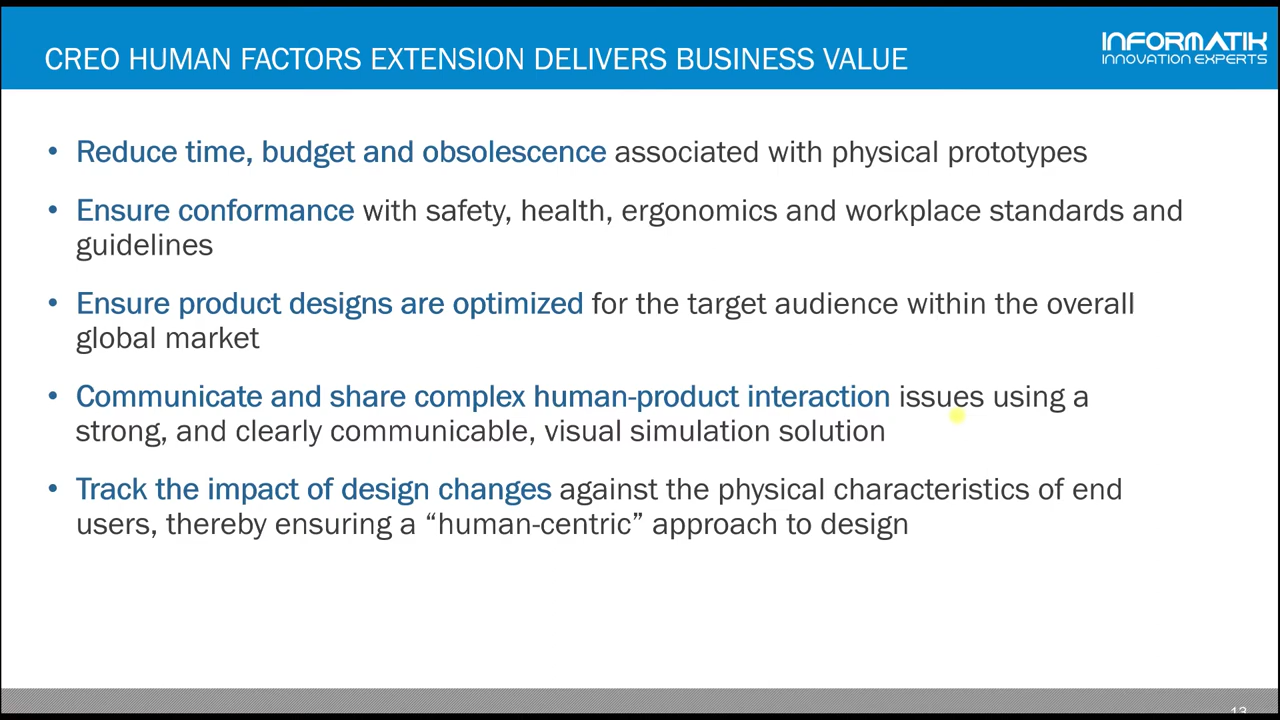 CREO HUMAN FACTORS EXTENSION DELIVERS BUSINESS VALUE
INFORMATIK
INNOVATION EXPERTS
• Reduce time, budget and obsolescence associated with physical prototypes
• Ensure conformance with safety, health, ergonomics and workplace standards and
guidelines
• Ensure product designs are optimized for the target audience within the overall
global market
• Communicate and share complex human-product interaction issues using a
strong, and clearly communicable, visual simulation solution
• Track the impact of design changes against the physical characteristics of end
users, thereby ensuring a “human-centric” approach to design
13